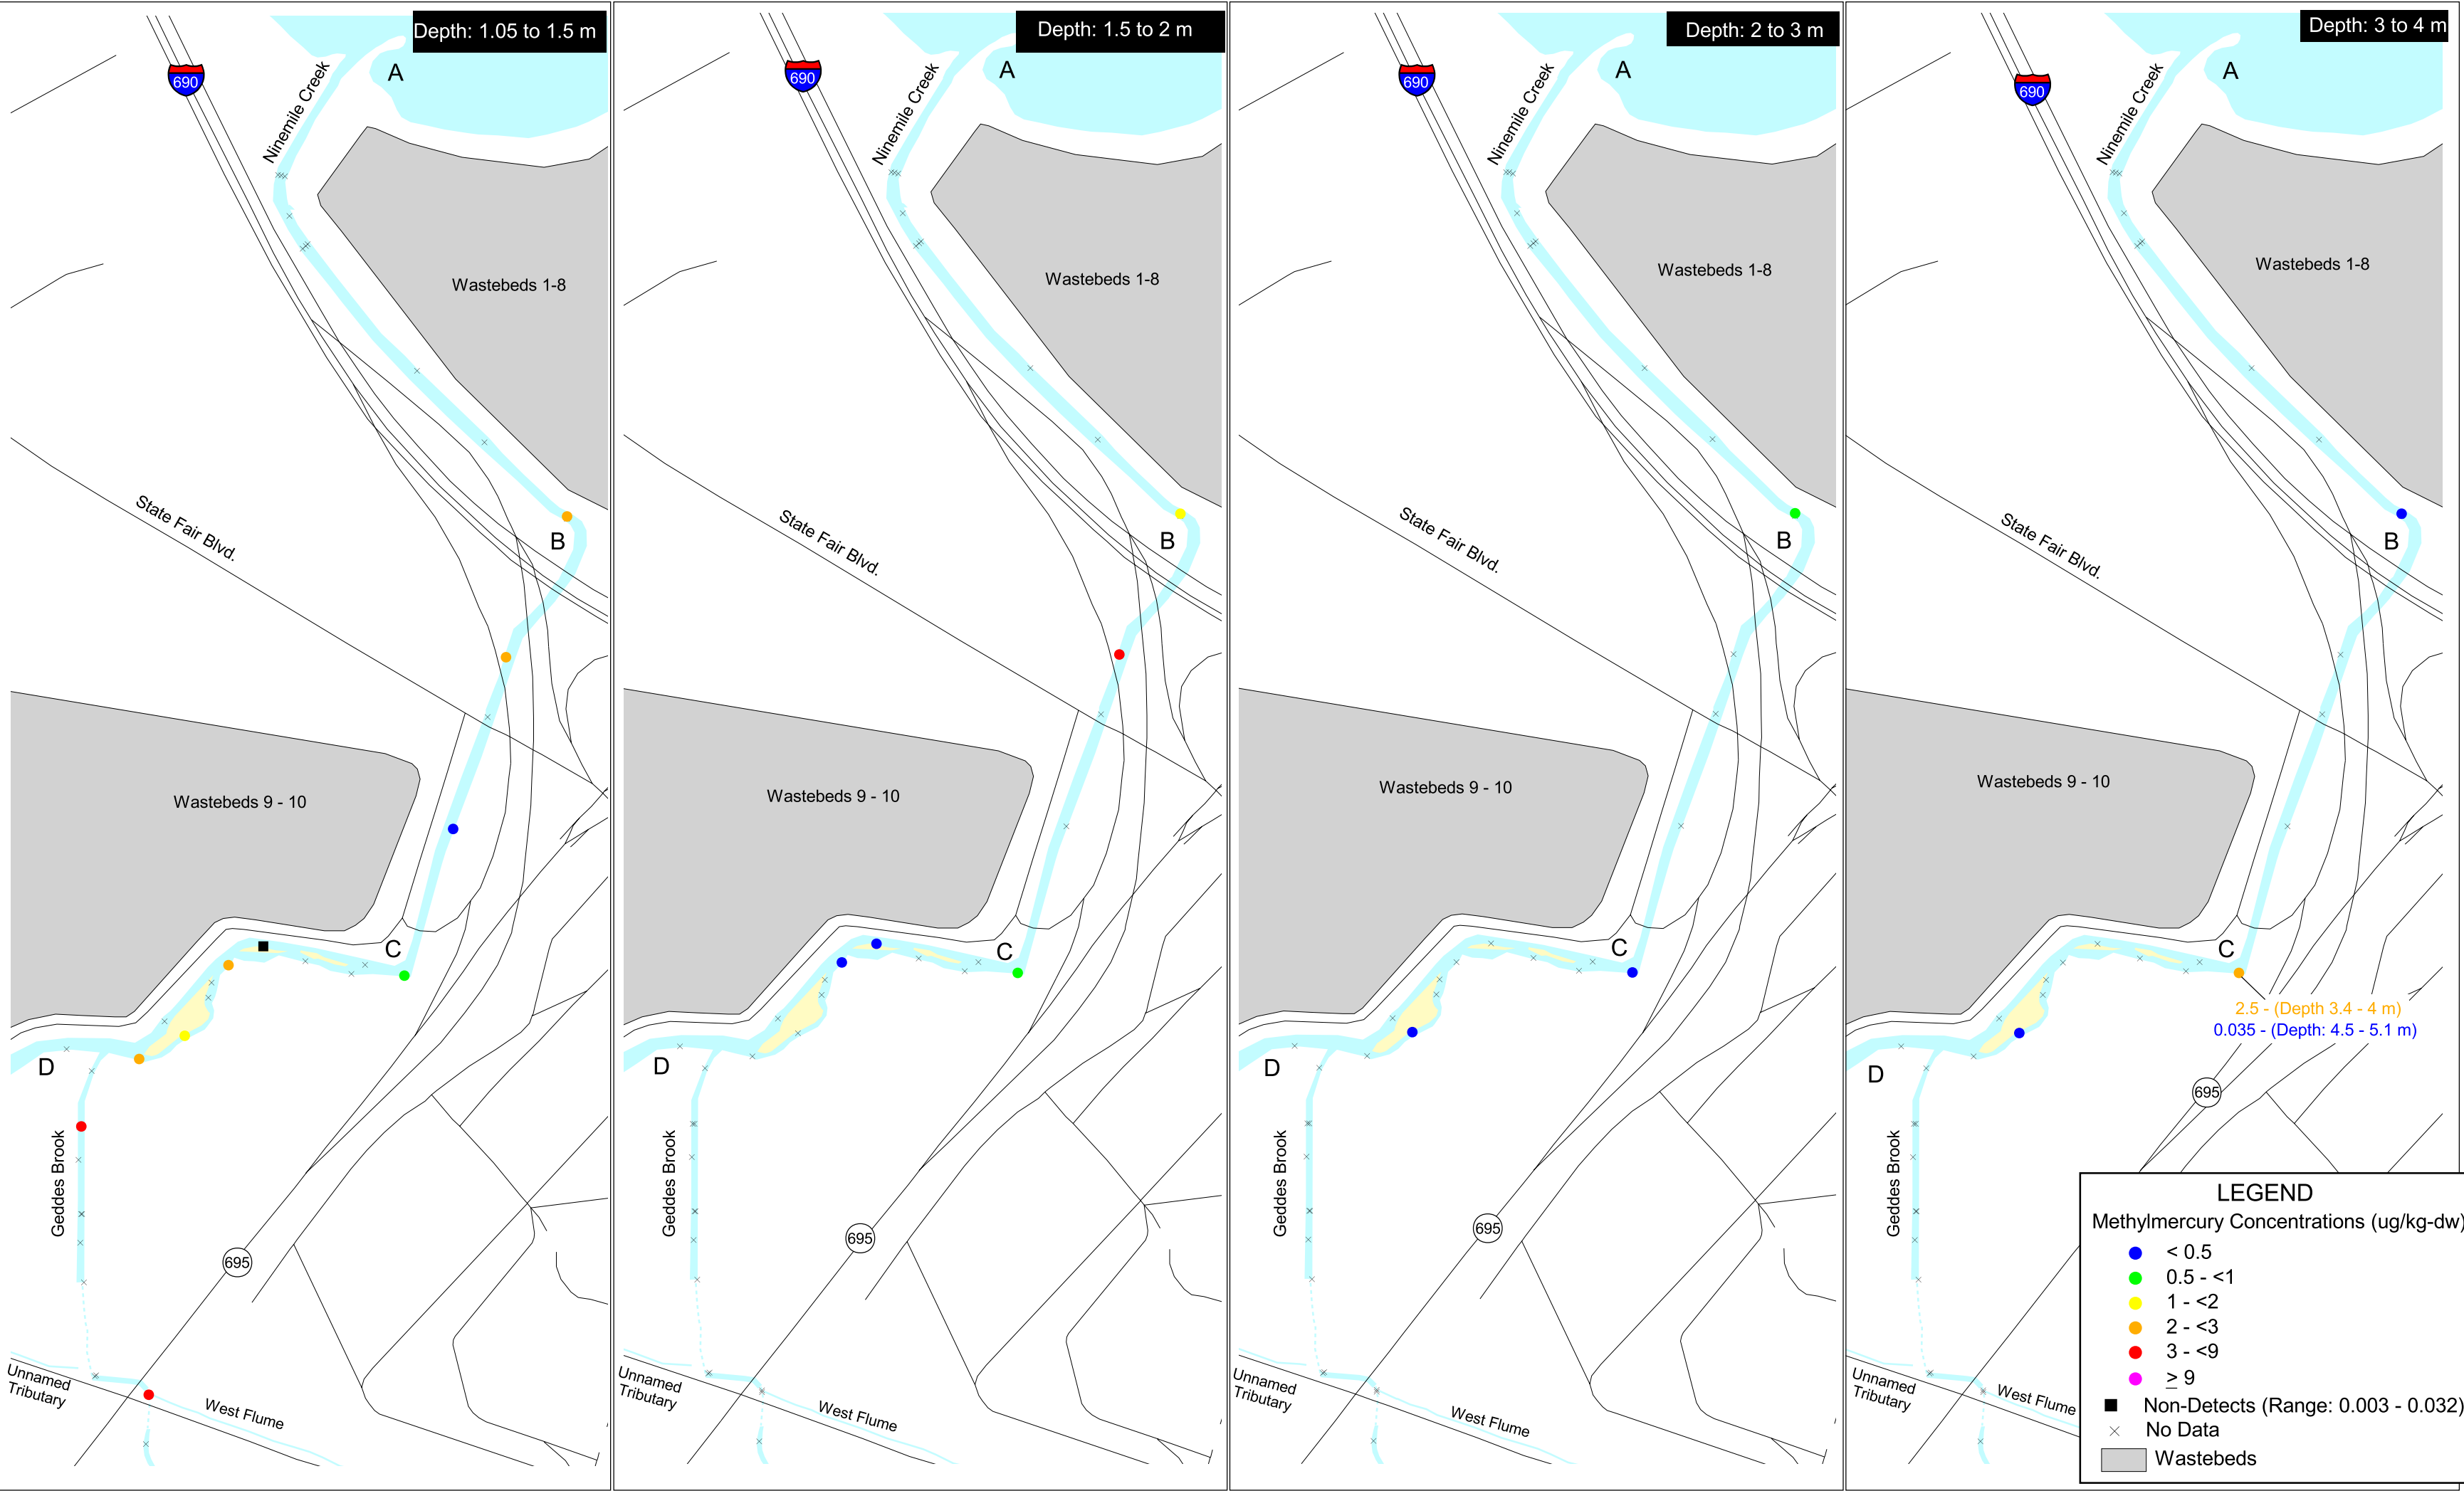 Depth: 1.05 to 1.5 m
690
A
Ninemile Creek
Wastebeds 1-8
State Fair Blvd.
B
Wastebeds 9 - 10
C
D
Geddes Brook
695
Unnamed
Tributary
West Flume
Depth: 1.5 to 2 m
690
A
Ninemile Creek
Wastebeds 1-8
State Fair Blvd.
B
Wastebeds 9 - 10
C
D
Geddes Brook
695
Unnamed
Tributary
West Flume
Depth: 2 to 3 m
690
A
Ninemile Creek
Wastebeds 1-8
State Fair Blvd.
B
Wastebeds 9 - 10
C
D
Geddes Brook
695
Unnamed
Tributary
West Flume
Depth: 3 to 4 m
690
A
Ninemile Creek
Wastebeds 1-8
State Fair Blvd.
B
Wastebeds 9 - 10
C
2.5 - (Depth 3.4 - 4 m)
0.035 - (Depth: 4.5 - 5.1 m)
D
695
Geddes Brook
Unnamed
Tributary
West Flume
LEGEND
Methylmercury Concentrations (ug/kg-dw)
< 0.5
0.5 - <1
1 - <2
2 - <3
3 - <9
≥ 9
Non-Detects (Range: 0.003 - 0.032)
No Data
Wastebeds